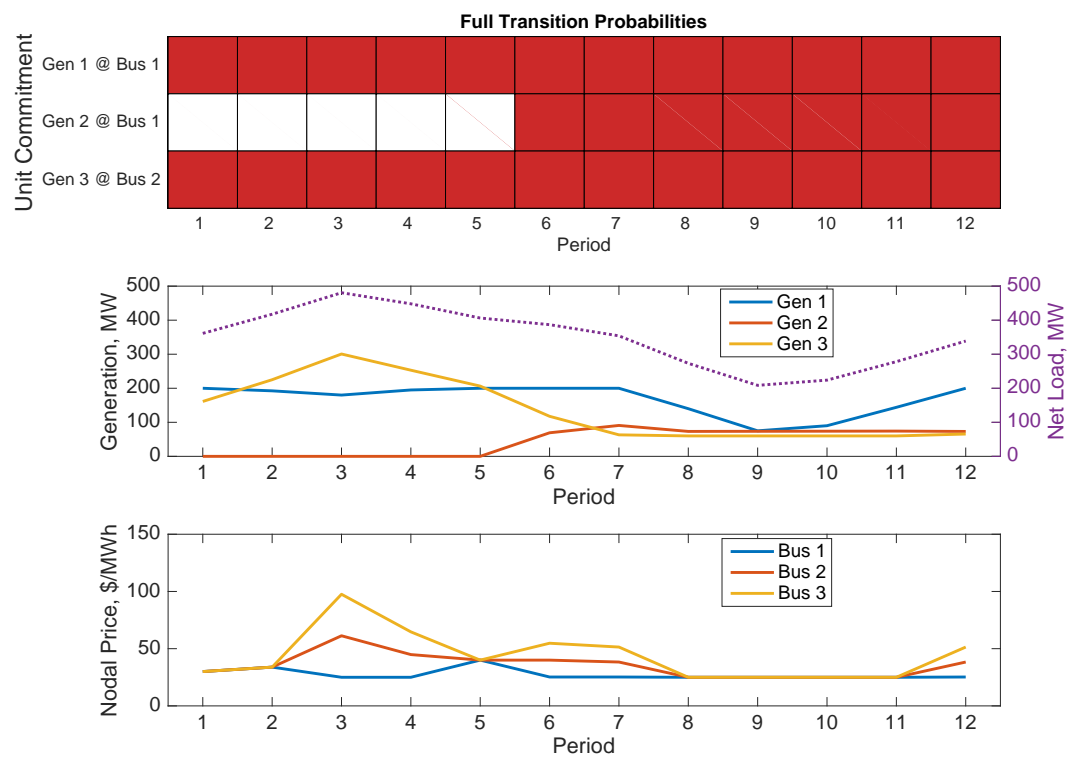 Full Transition Probabilities
Unit Commitment
Gen 1 @ Bus 1
Gen 2 @ Bus 1
Gen 3 @ Bus 2
1 2 3 4 5 6 7 8 9 10 11 12
Period
Generation, MW
500
400
300
200
100
0
Gen 1
Gen 2
Gen 3
500
400
300
200
100
0
Net Load, MW
1 2 3 4 5 6 7 8 9 10 11 12
Period
Nodal Price, $/MWh
150
100
50
0
Bus 1
Bus 2
Bus 3
1 2 3 4 5 6 7 8 9 10 11 12
Period